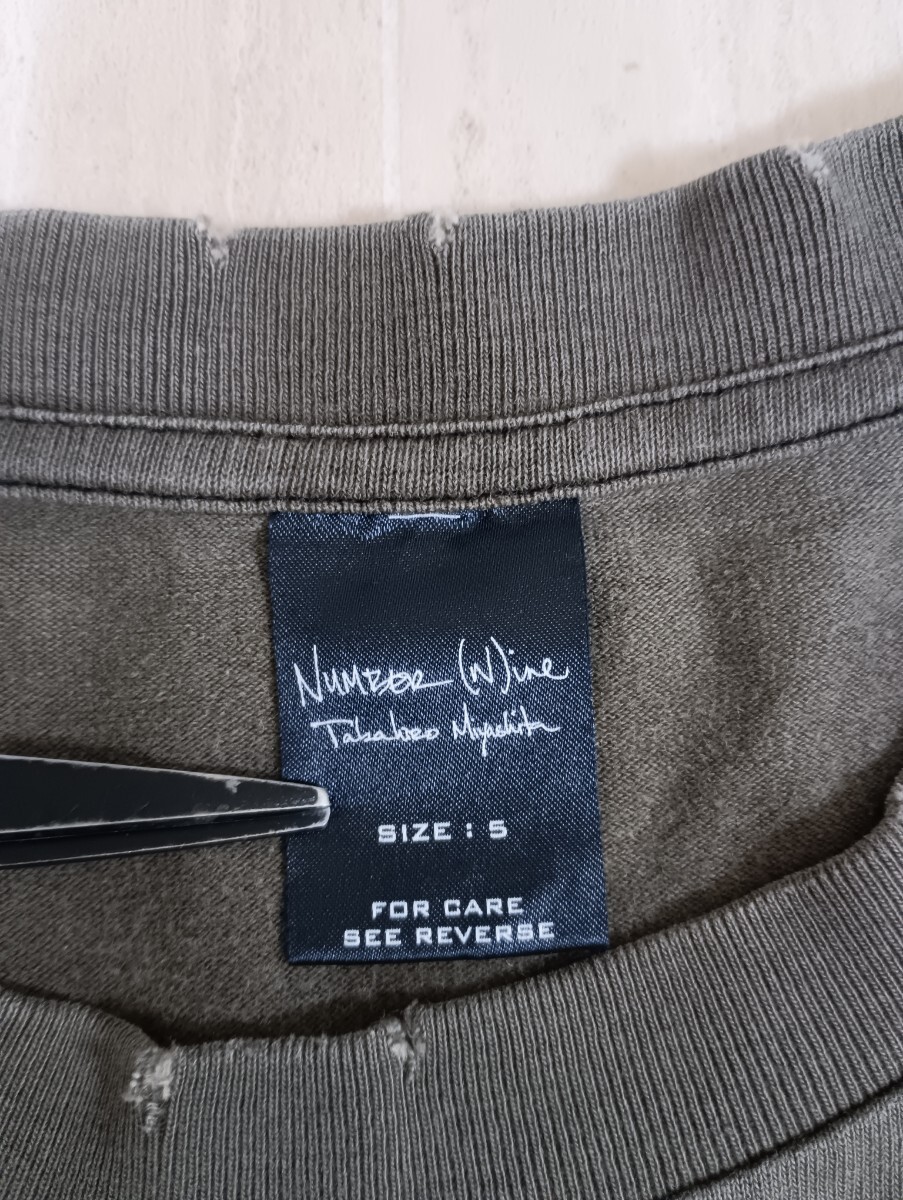 NUMBER (N)ine
Takahiro Miyashita
SIZE : 5
FOR CARE
SEE REVERSE